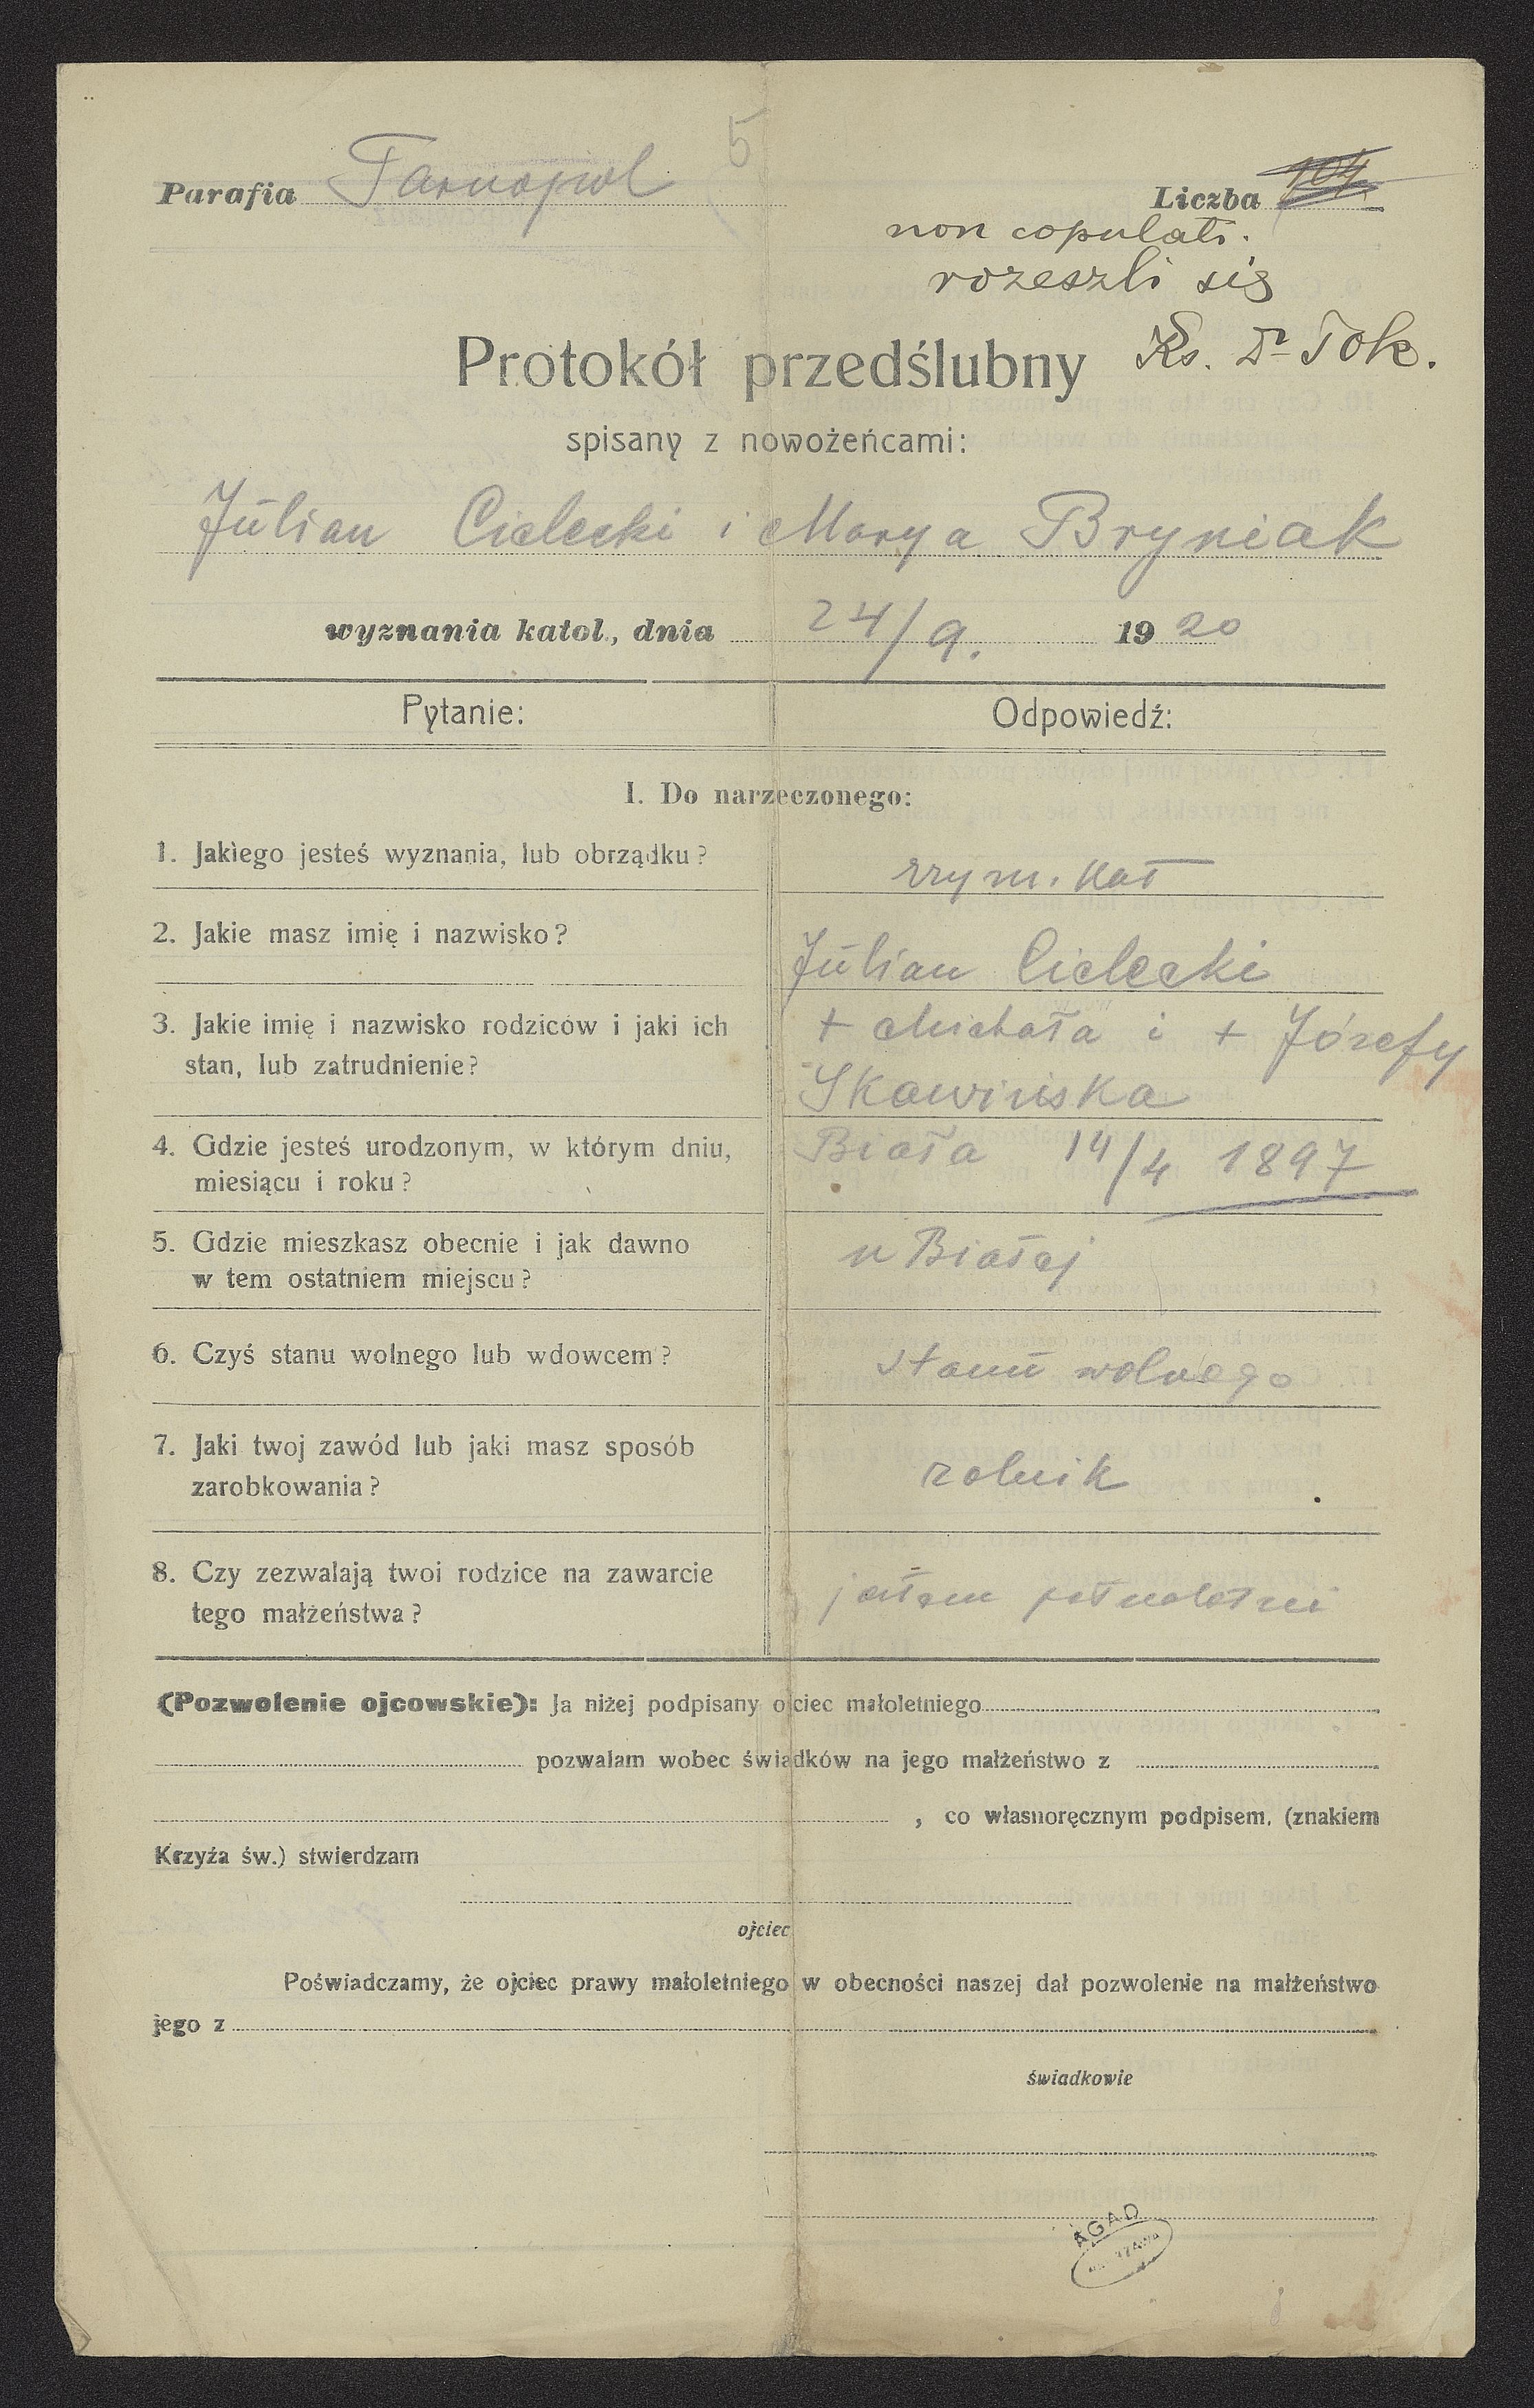 5
Parafia Tarnopol
Liczba 104
non copulati.
rozeszli się
Ks. Dr Tok.
Protokół przedślubny
spisany z nowożeńcami:
Julian Cielecki i Marya Bryniak
wyznania katol., dnia 24/9. 1920
Pytanie: Odpowiedź:
I. Do narzeczonego:
1. Jakiego jesteś wyznania, lub obrządku?
rzym. kat
2. Jakie masz imię i nazwisko?
Julian Cielecki
3. Jakie imię i nazwisko rodziców i jaki ich
stan, lub zatrudnienie?
+ Michała i + Józefy
Skawińska
4. Gdzie jesteś urodzonym, w którym dniu,
miesiącu i roku?
Biała 14/4 1897
5. Gdzie mieszkasz obecnie i jak dawno
w tem ostatniem miejscu?
w Białej
6. Czyś stanu wolnego lub wdowcem?
stanu wolnego
7. Jaki twoj zawód lub jaki masz sposób
zarobkowania?
rolnik
8. Czy zezwalają twoi rodzice na zawarcie
tego małżeństwa?
jestem pełnoletni
(Pozwolenie ojcowskie): Ja niżej podpisany ojciec małoletniego
pozwalam wobec świadków na jego małżeństwo z
, co własnoręcznym podpisem, (znakiem
Krzyża św.) stwierdzam
ojciec
Poświadczamy, że ojciec prawy małoletniego w obecności naszej dał pozwolenie na małżeństwo
jego z
świadkowie
AGAD